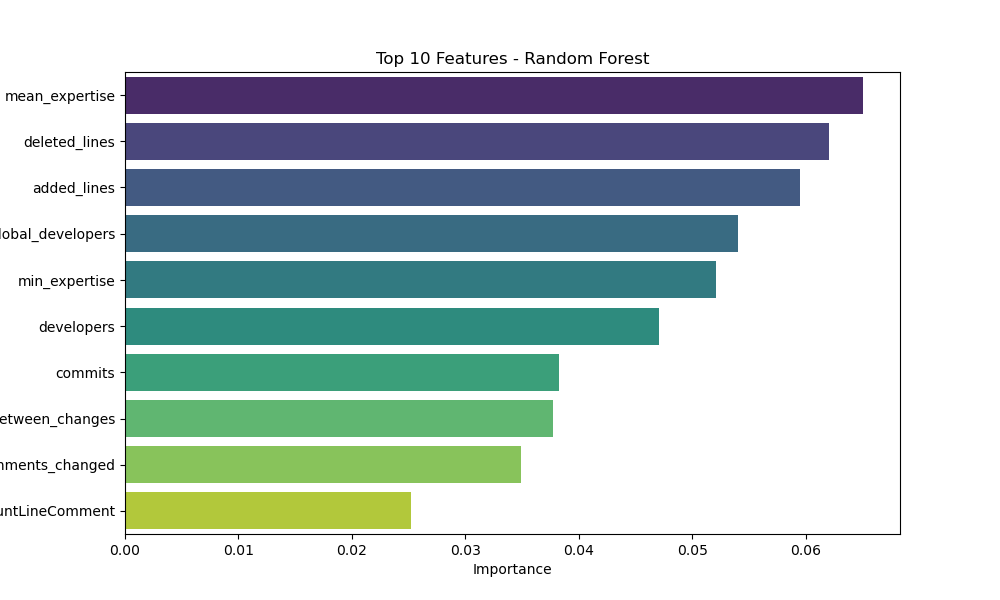 Top 10 Features - Random Forest
mean_expertise
deleted_lines
added_lines
lobal_developers
min_expertise
developers
commits
etween_changes
nments_changed
untLineComment
0.00 0.01 0.02 0.03 0.04 0.05 0.06
Importance